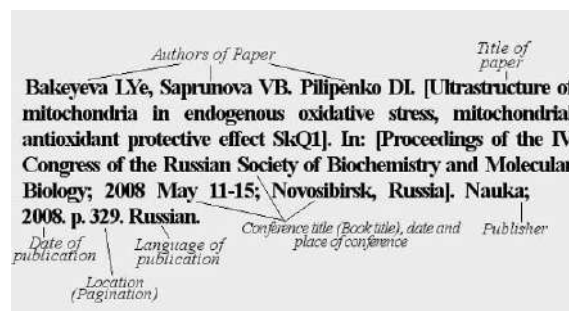 Authors of Paper
Title of
paper
Bakeyeva LYe, Saprunova VB. Pilipenko DI. [Ultrastructure of
mitochondria in endogenous oxidative stress, mitochondrial
antioxidant protective effect SkQ1]. In: [Proceedings of the IV
Congress of the Russian Society of Biochemistry and Molecular
Biology; 2008 May 11-15; Novosibirsk, Russia]. Nauka;
2008. p. 329. Russian.
Date of
publication
Language of
publication
Conference title (Book title), date and
place of conference
Publisher
Location
(Pagination)